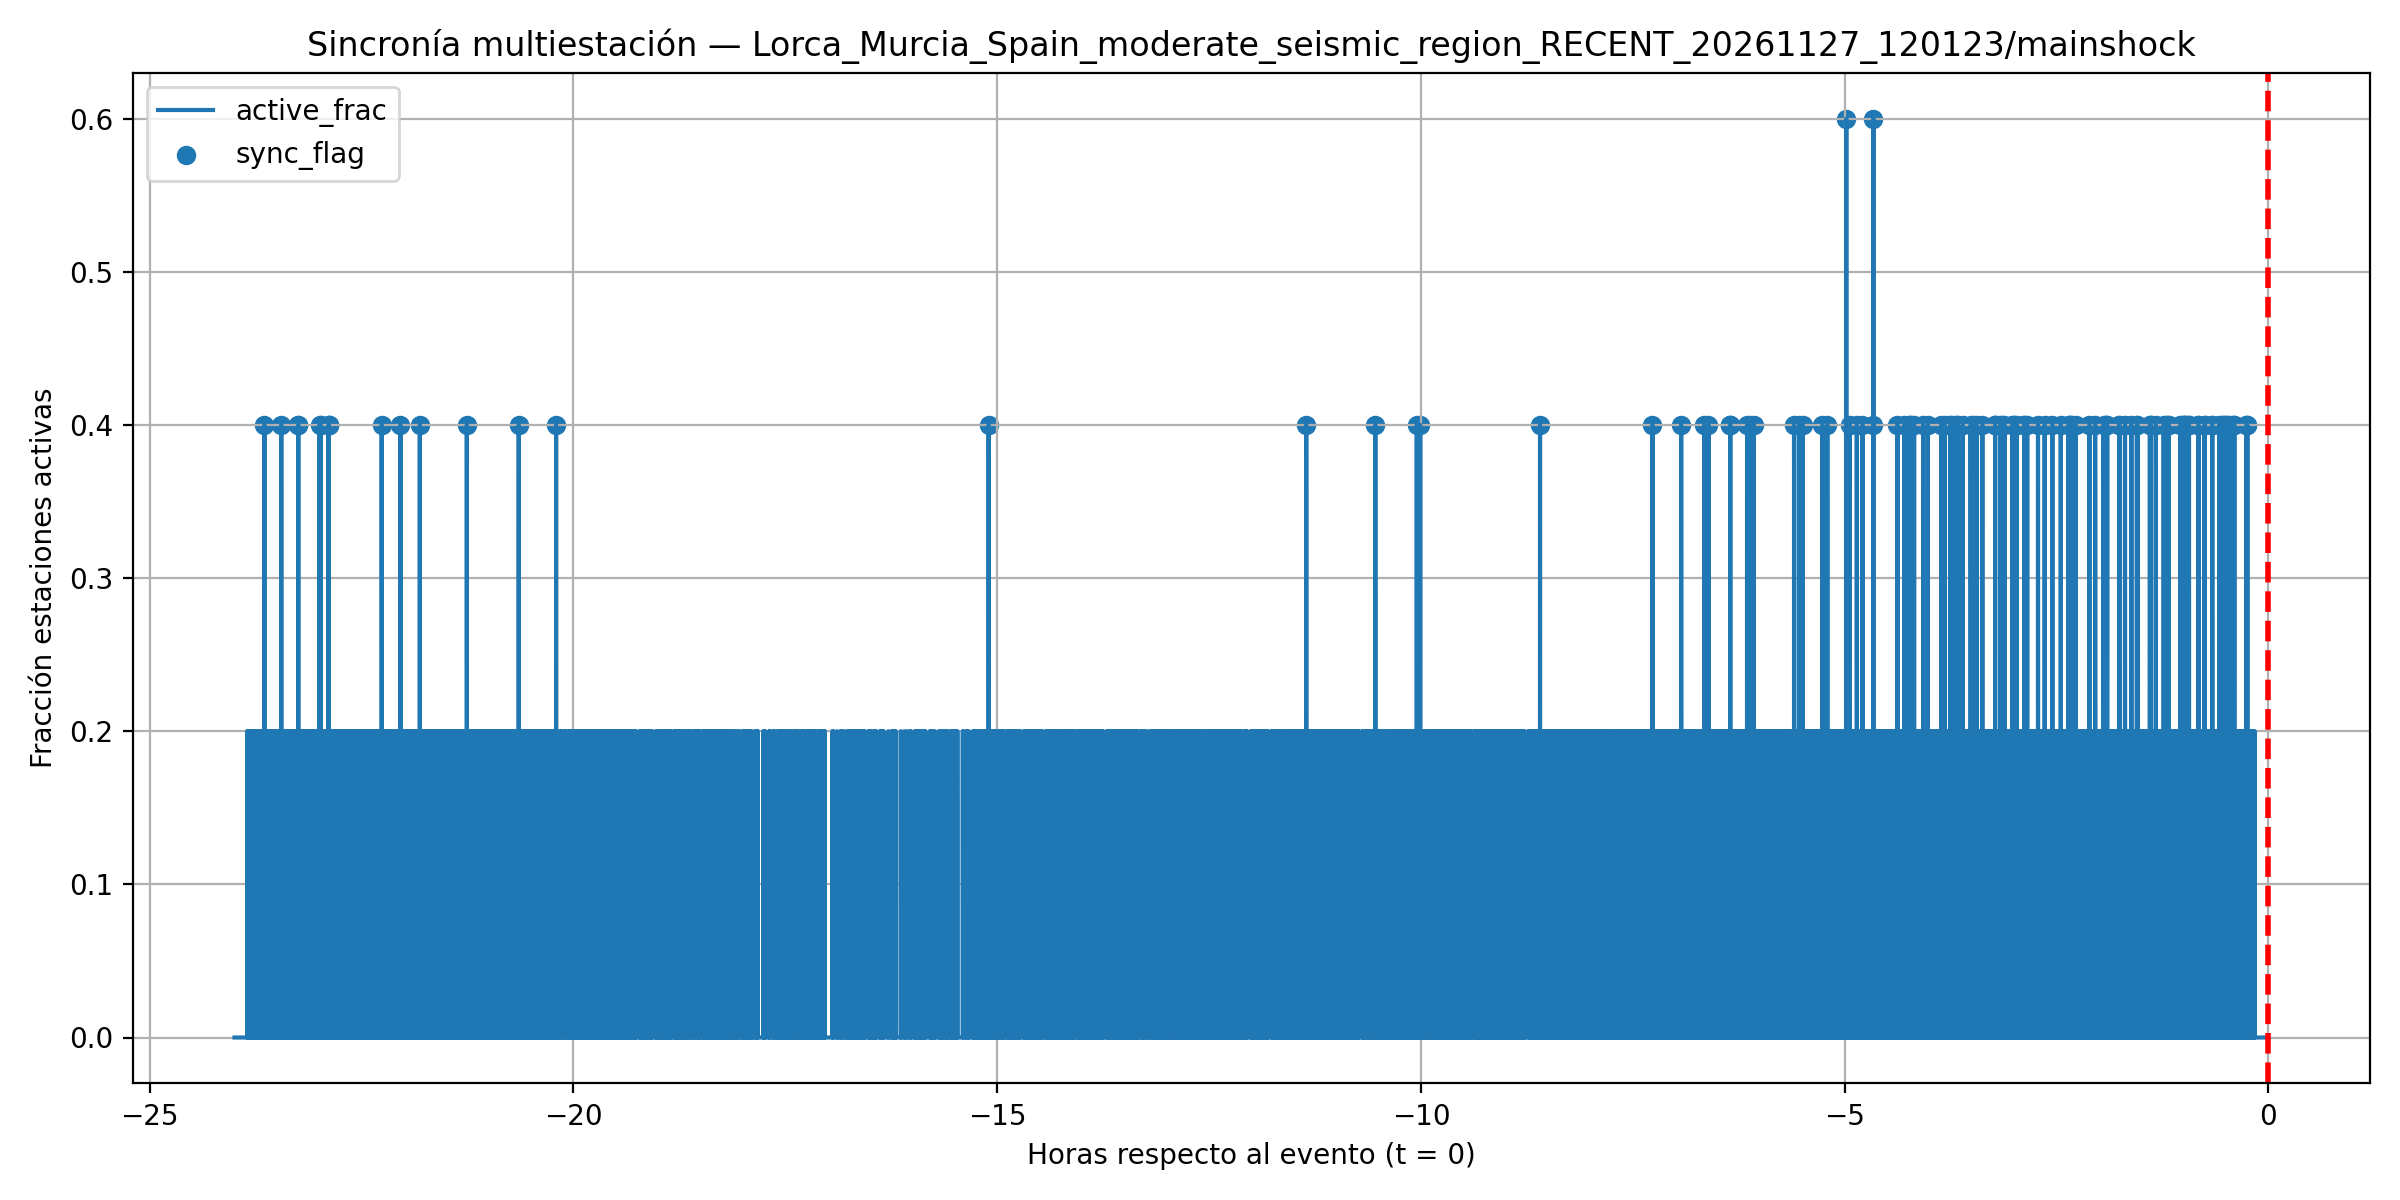 Sincronía multiestación — Lorca_Murcia_Spain_moderate_seismic_region_RECENT_20261127_120123/mainshock
active_frac
sync_flag
Fracción estaciones activas
0.6
0.5
0.4
0.3
0.2
0.1
0.0
−25
−20
−15
−10
−5
0
Horas respecto al evento (t = 0)